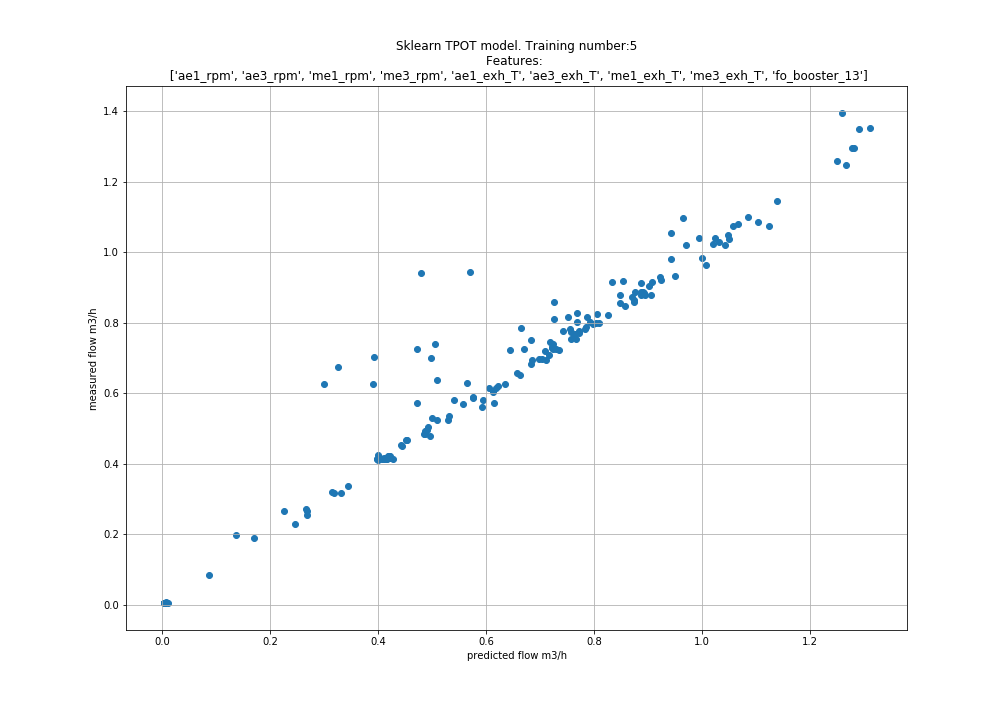 Sklearn TPOT model. Training number:5
Features:
['ae1_rpm', 'ae3_rpm', 'me1_rpm', 'me3_rpm', 'ae1_exh_T', 'ae3_exh_T', 'me1_exh_T', 'me3_exh_T', 'fo_booster_13']
measured flow m3/h
1.4
1.2
1.0
0.8
0.6
0.4
0.2
0.0
0.0 0.2 0.4 0.6 0.8 1.0 1.2
predicted flow m3/h